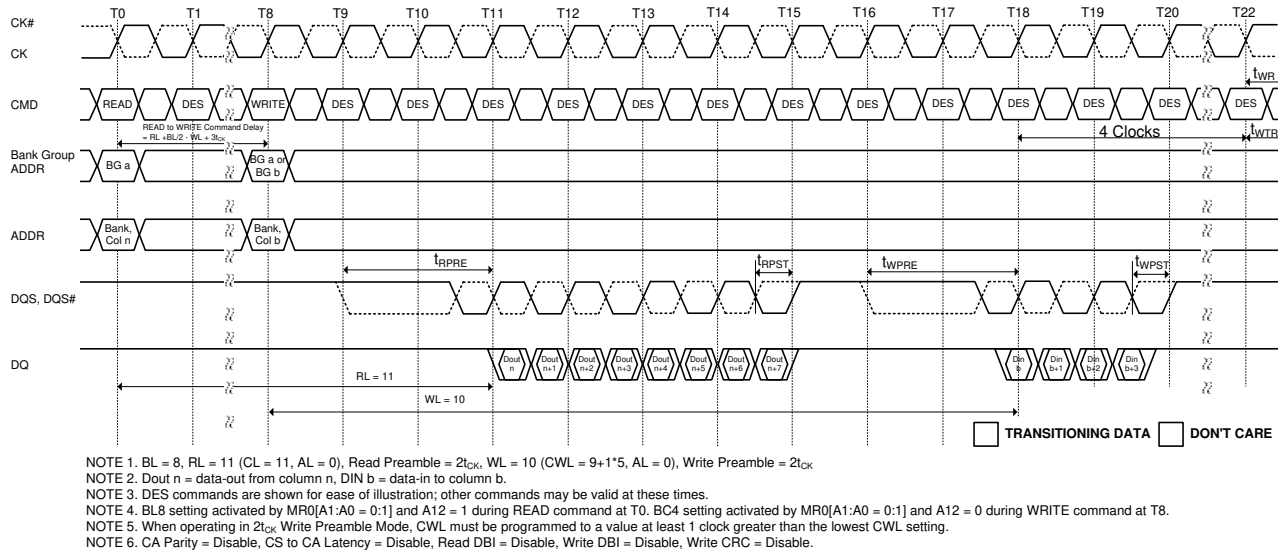 T0 T1 T8 T9 T10 T11 T12 T13 T14 T15 T16 T17 T18 T19 T20 T22
CK#
CK
tWR
CMD READ DES WRITE DES DES DES DES DES DES DES DES DES DES DES DES DES
READ to WRITE Command Delay
= RL +BL/2 - WL + 3tCK
4 Clocks
tWTR
Bank Group
ADDR
BG a
BG a or
BG b
ADDR
Bank,
Col n
Bank,
Col b
tRPRE tRPST tWPRE tWPST
DQS, DQS#
DQ
Dout
n
Dout
n+1
Dout
n+2
Dout
n+3
Dout
n+4
Dout
n+5
Dout
n+6
Dout
n+7
Din
b
Din
b+1
Din
b+2
Din
b+3
RL = 11
WL = 10
TRANSITIONING DATA DON'T CARE
NOTE 1. BL = 8, RL = 11 (CL = 11, AL = 0), Read Preamble = 2tCK, WL = 10 (CWL = 9+1*5, AL = 0), Write Preamble = 2tCK
NOTE 2. Dout n = data-out from column n, DIN b = data-in to column b.
NOTE 3. DES commands are shown for ease of illustration; other commands may be valid at these times.
NOTE 4. BL8 setting activated by MR0[A1:A0 = 0:1] and A12 = 1 during READ command at T0. BC4 setting activated by MR0[A1:A0 = 0:1] and A12 = 0 during WRITE command at T8.
NOTE 5. When operating in 2tCK Write Preamble Mode, CWL must be programmed to a value at least 1 clock greater than the lowest CWL setting.
NOTE 6. CA Parity = Disable, CS to CA Latency = Disable, Read DBI = Disable, Write DBI = Disable, Write CRC = Disable.